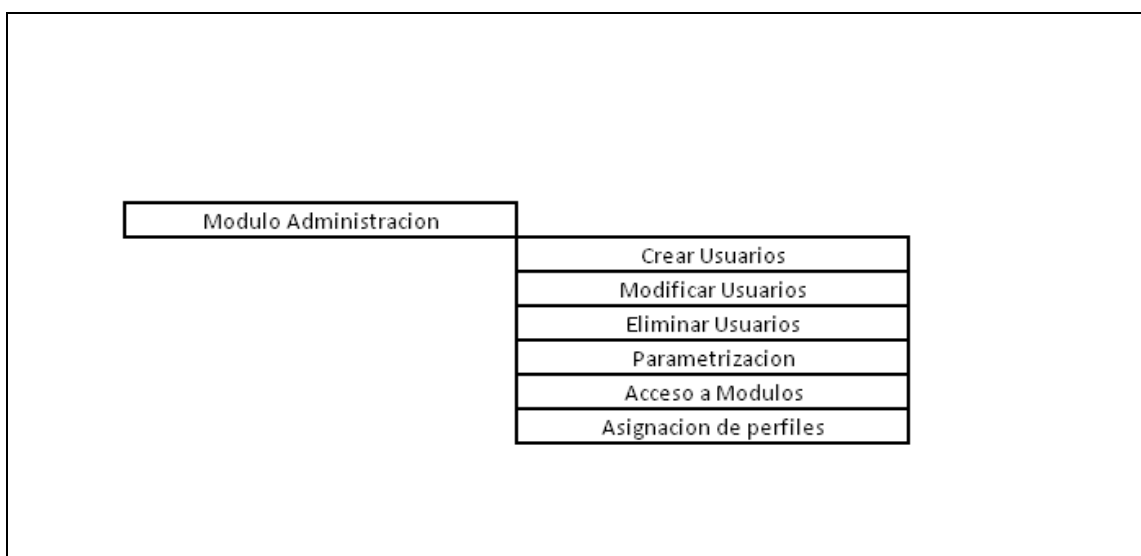 Modulo Administracion
Crear Usuarios
Modificar Usuarios
Eliminar Usuarios
Parametrizacion
Acceso a Modulos
Asignacion de perfiles